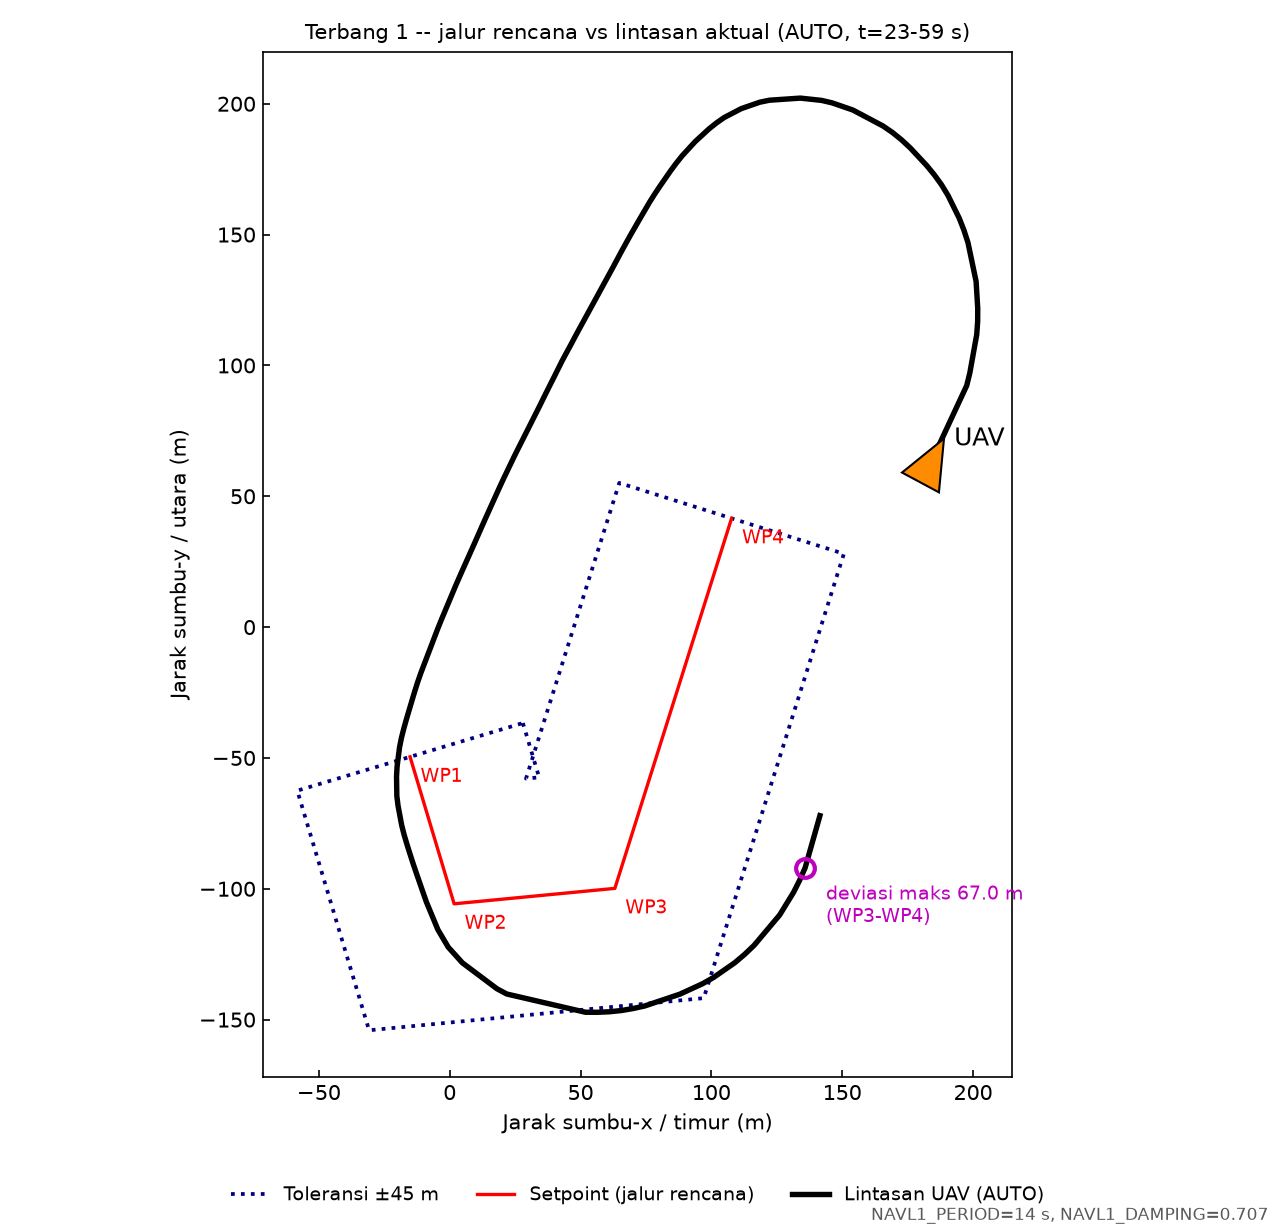 Terbang 1 -- jalur rencana vs lintasan aktual (AUTO, t=23-59 s)
Jarak sumbu-y / utara (m)
200
150
100
50
0
−50
−100
−150
UAV
WP4
WP1
WP2
WP3
deviasi maks 67.0 m
(WP3-WP4)
−50
0
50
100
150
200
Jarak sumbu-x / timur (m)
Toleransi ±45 m
Setpoint (jalur rencana)
Lintasan UAV (AUTO)
NAVL1_PERIOD=14 s, NAVL1_DAMPING=0.707